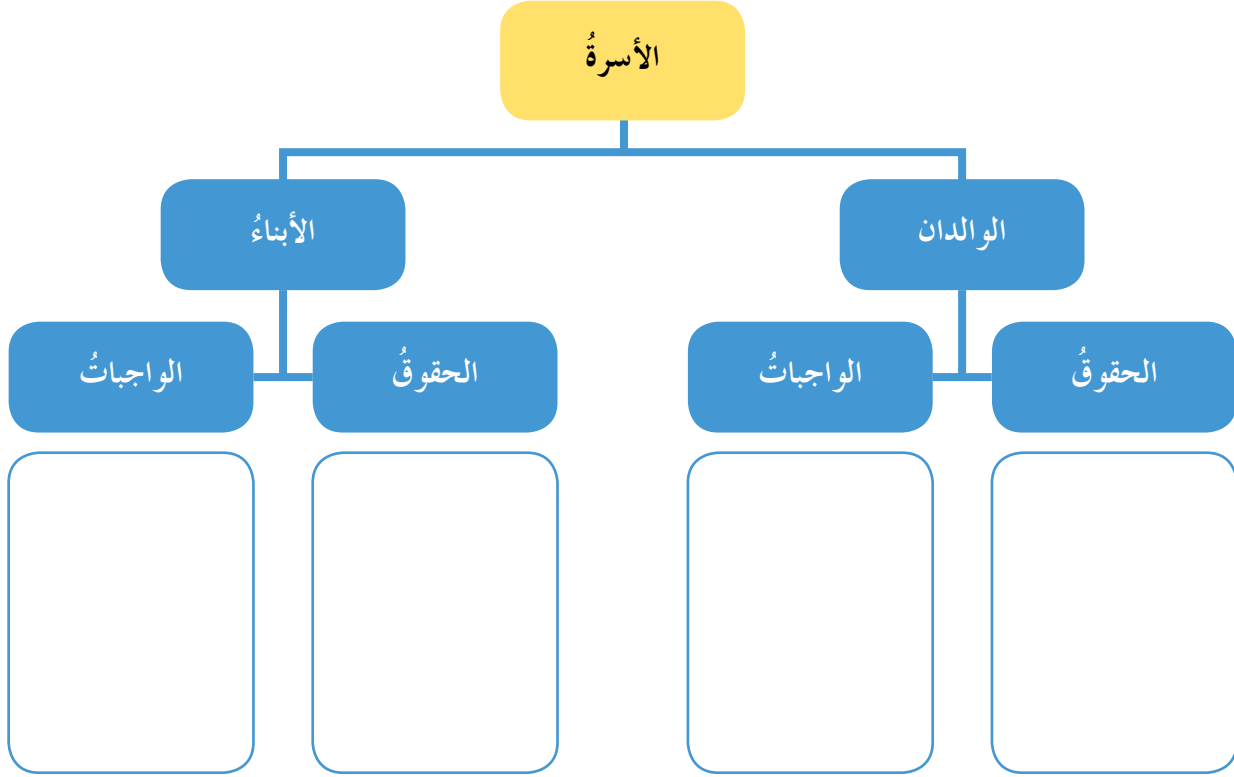 الأسرةُ
الوالدان
الأبناءُ
الحقوقُ
الواجباتُ
الحقوقُ
الواجباتُ